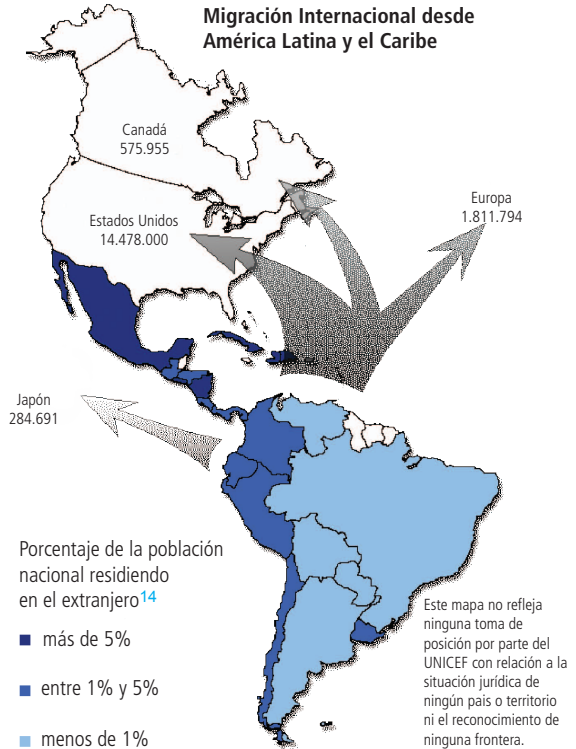 Migración Internacional desde
América Latina y el Caribe
Canadá
575.955
Europa
1.811.794
Estados Unidos
14.478.000
Japón
284.691
Porcentaje de la población
nacional residiendo
en el extranjero14
más de 5%
entre 1% y 5%
menos de 1%
Este mapa no refleja
ninguna toma de
posición por parte del
UNICEF con relación a la
situación jurídica de
ningún pais o territorio
ni el reconocimiento de
ninguna frontera.